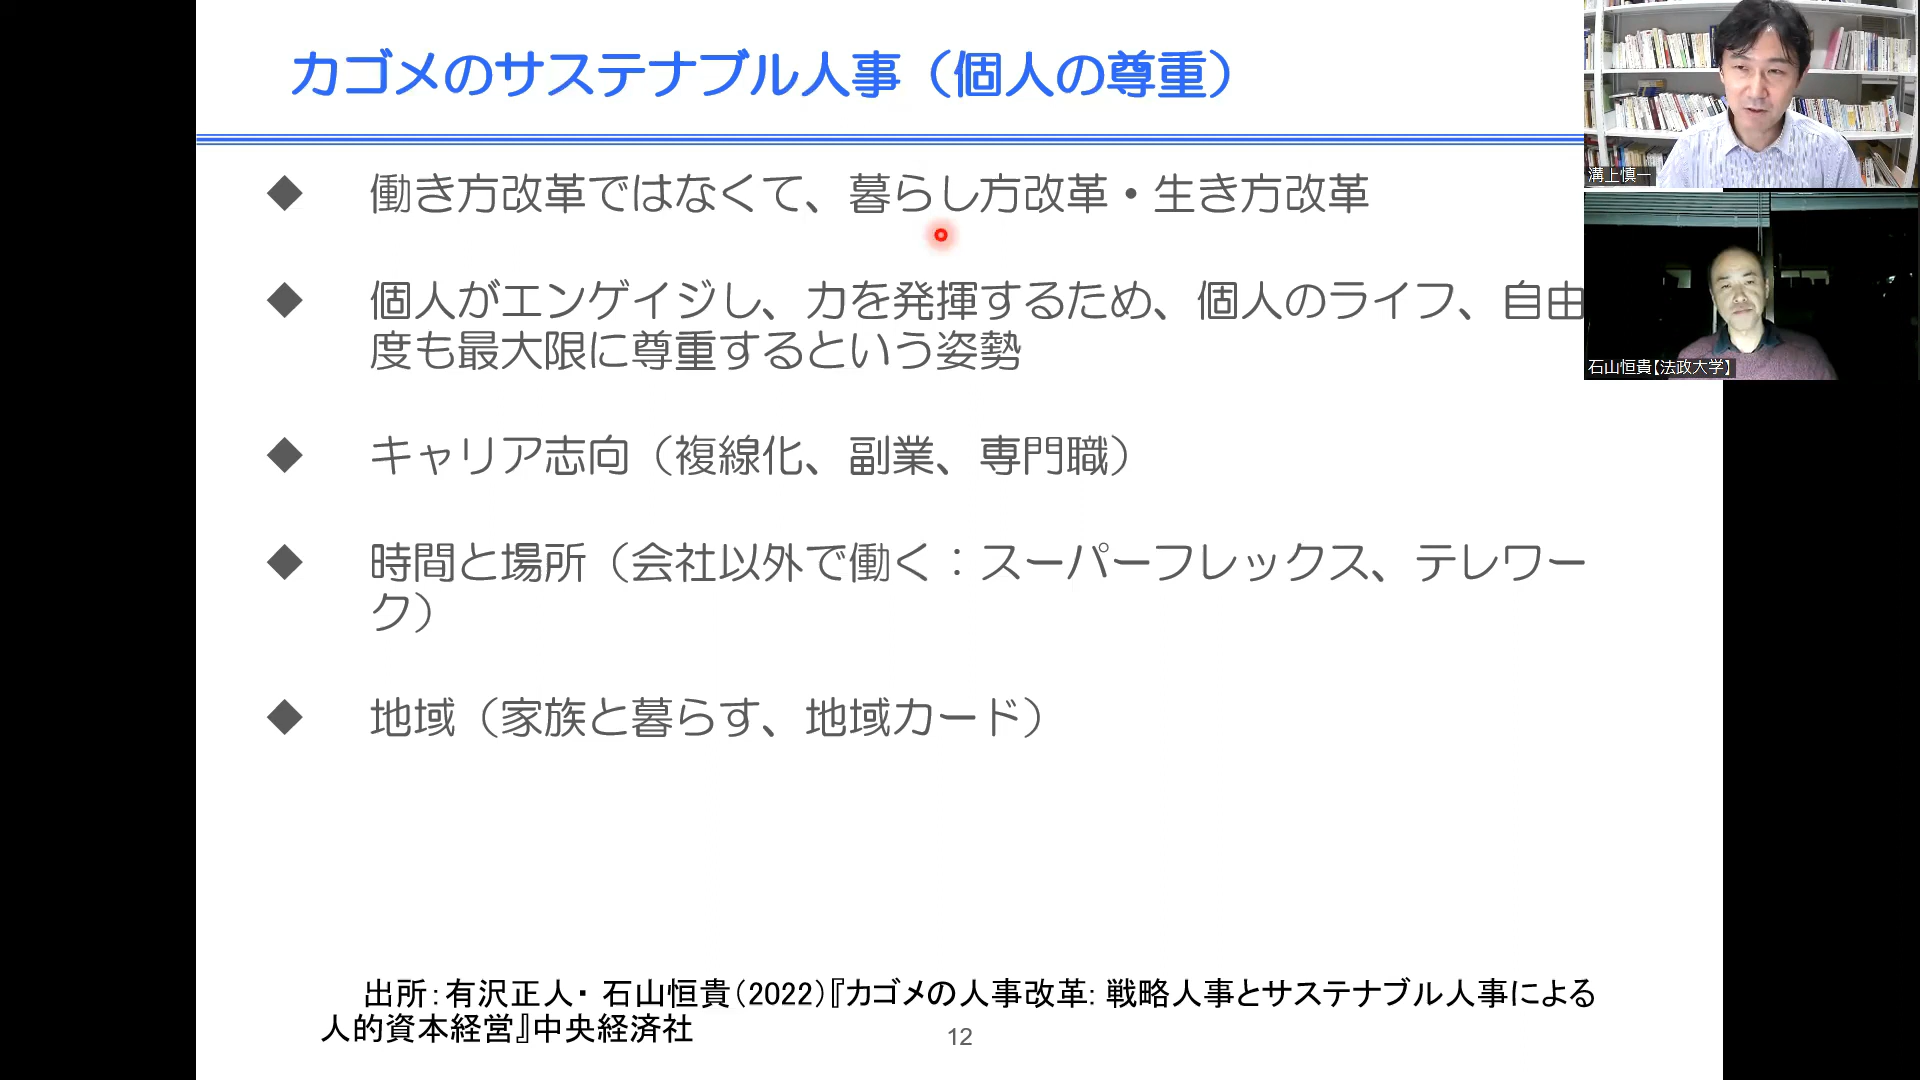 カゴメのサステナブル人事（個人の尊重）
◆ 働き方改革ではなくて、暮らし方改革・生き方改革
◆ 個人がエンゲイジし、力を発揮するため、個人のライフ、自由
度も最大限に尊重するという姿勢
◆ キャリア志向（複線化、副業、専門職）
◆ 時間と場所（会社以外で働く：スーパーフレックス、テレワー
ク）
◆ 地域（家族と暮らす、地域カード）
出所：有沢正人・ 石山恒貴（2022）『カゴメの人事改革: 戦略人事とサステナブル人事による
人的資本経営』中央経済社
12
溝上慎一
石山恒貴【法政大学】